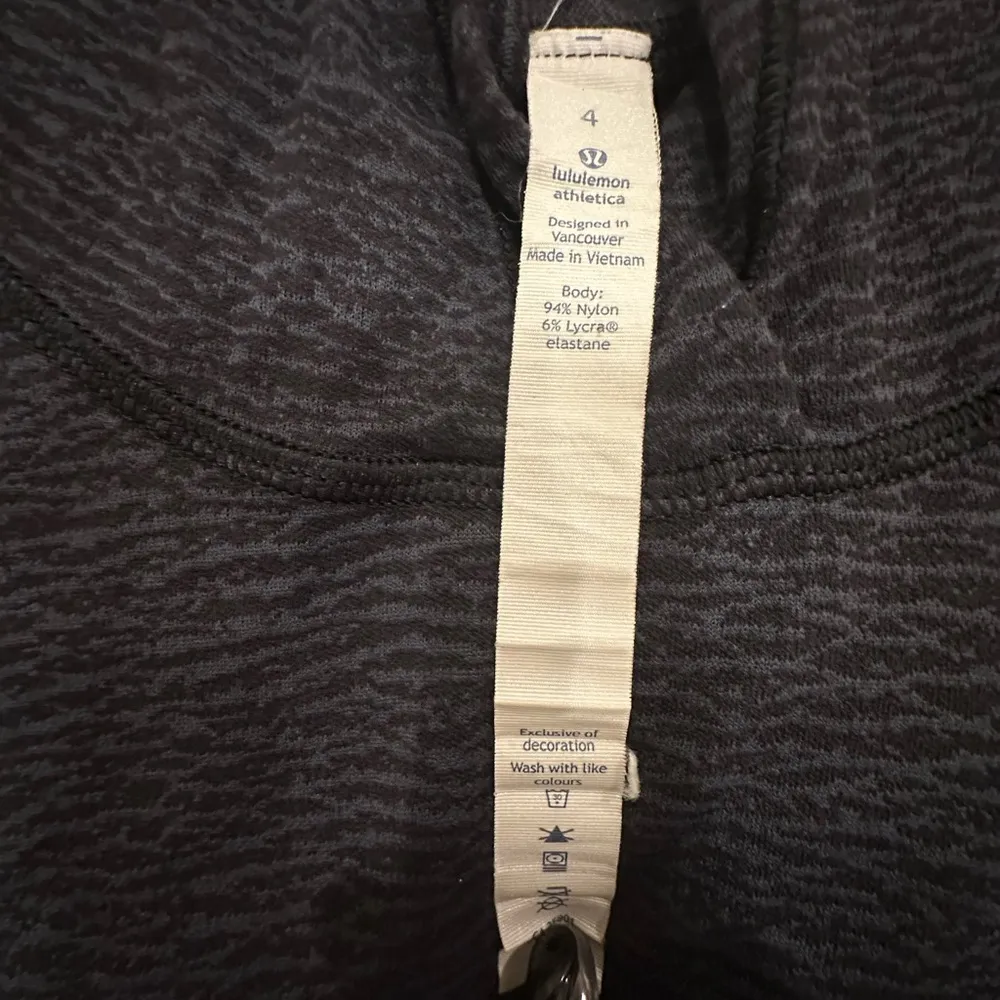 4
lululemon
athletica
Designed in
Vancouver
Made in Vietnam
Body:
94% Nylon
6% Lycra®
elastane
Exclusive of
decoration
Wash with like
colours
30